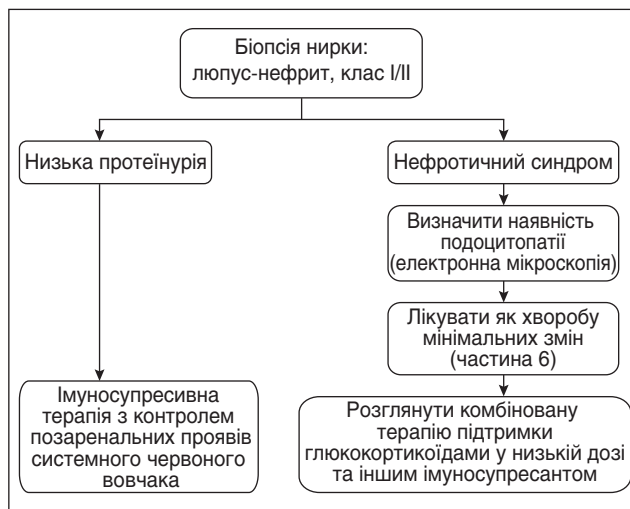 Біопсія нирки:
люпус-нефрит, клас I/II
Низька протеїнурія
Нефротичний синдром
Визначити наявність
подоцитопатії
(електронна мікроскопія)
Лікувати як хворобу
мінімальних змін
(частина 6)
Імуносупресивна
терапія з контролем
позаренальних проявів
системного червоного
вовчака
Розглянути комбіновану
терапію підтримки
глюкокортикоїдами у низькій дозі
та іншим імуносупресантом